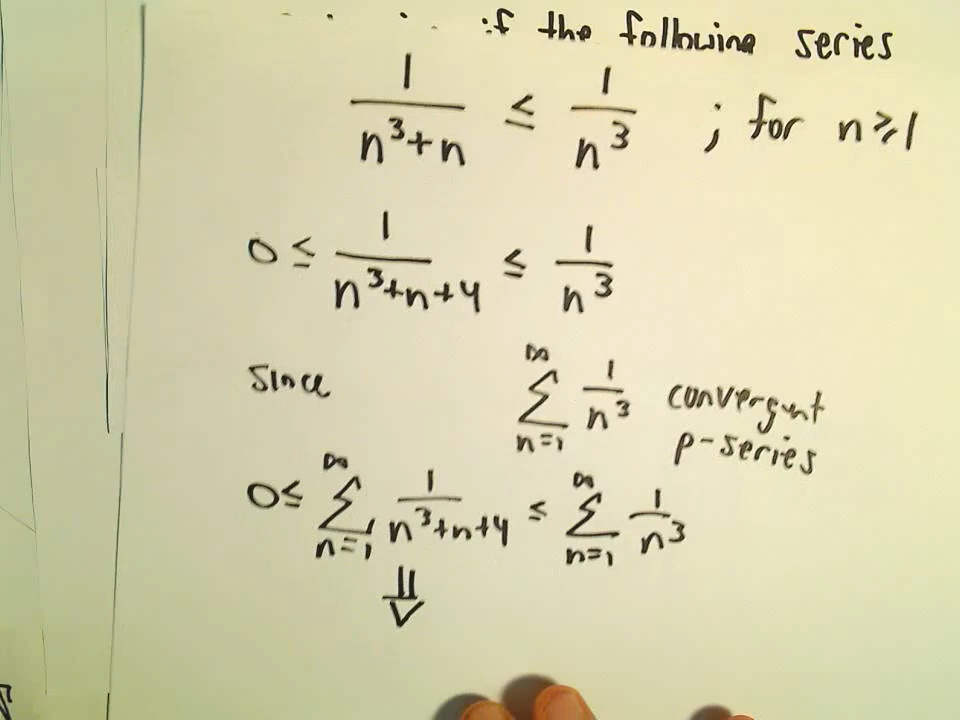 if the following series
1/(n³+n) ≤ 1/n³ ; for n ≥ 1
0 ≤ 1/(n³+n+4) ≤ 1/n³
since ∞∑n=1 1/n³ convergent
p-series
0 ≤ ∞∑n=1 1/(n³+n+4) ≤ ∞∑n=1 1/n³
⇓